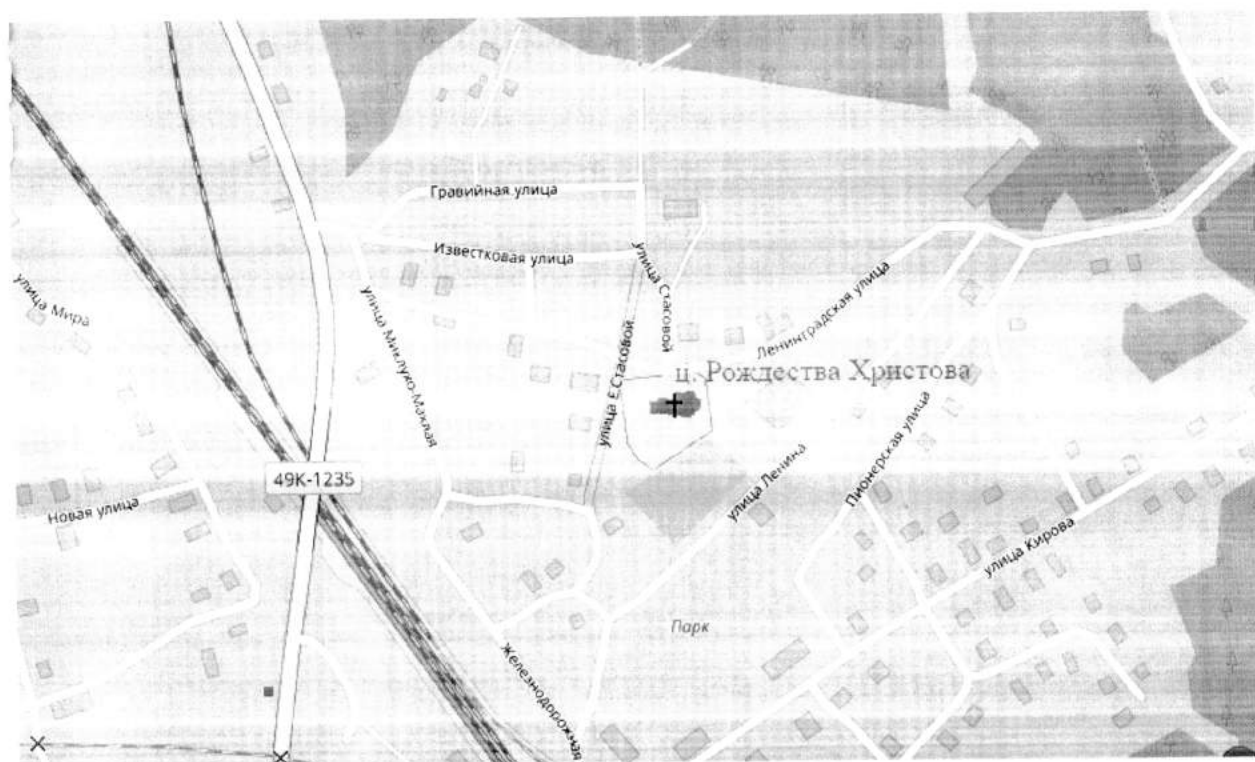 Гравийная улица
Известковая улица
улица Стасовой
улица Мира
улица Миклухо-Маклая
Ленинградская улица
ц. Рождества Христова
улица Е.Стасовой
Пионерская улица
49К-1235
улица Ленина
Новая улица
улица Кирова
Парк
Железнодорожная